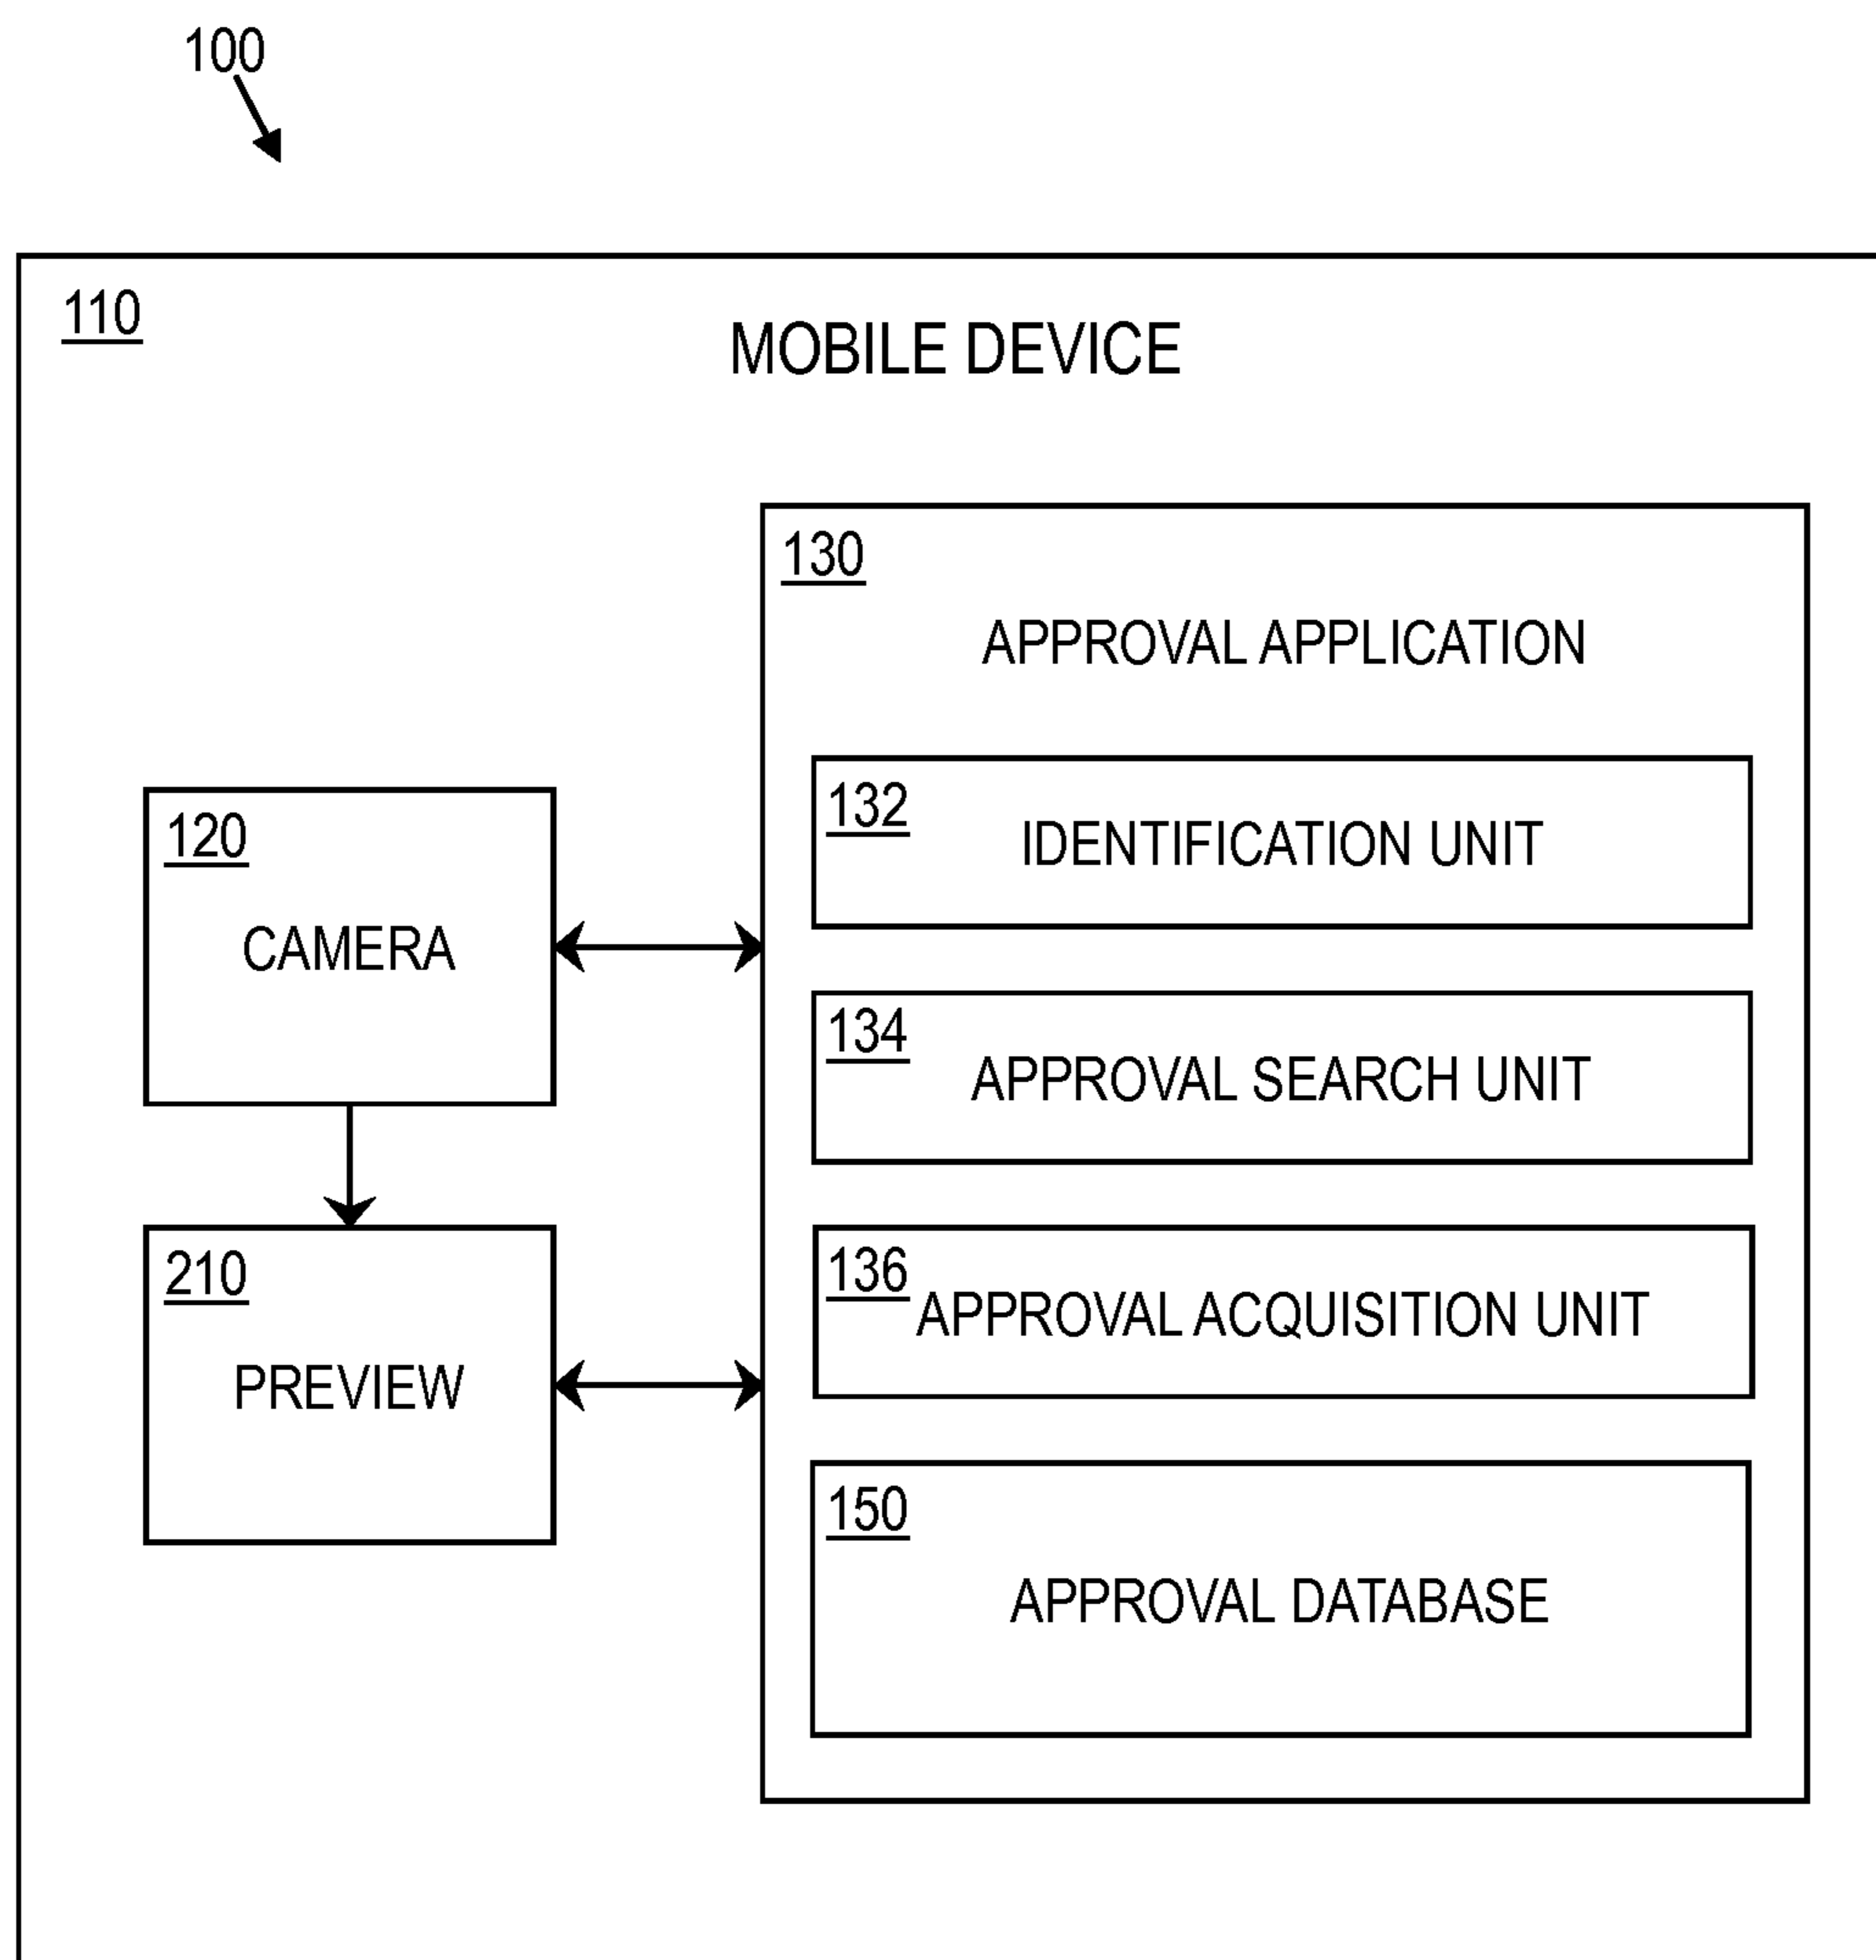 100
110
MOBILE DEVICE
130
APPROVAL APPLICATION
132
IDENTIFICATION UNIT
120
CAMERA
134
APPROVAL SEARCH UNIT
210
PREVIEW
136
APPROVAL ACQUISITION UNIT
150
APPROVAL DATABASE